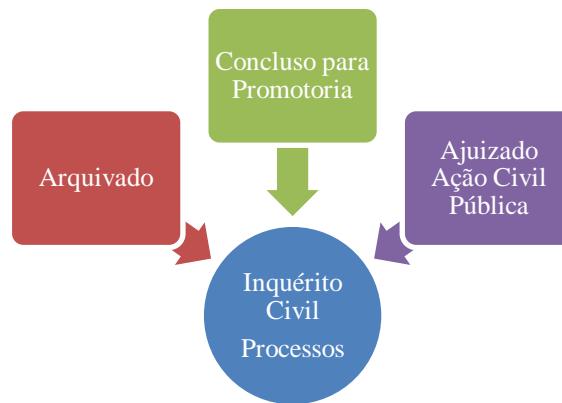 Concluso para
Promotoria
Arquivado
Ajuizado
Ação Civil
Pública
Inquérito
Civil
Processos